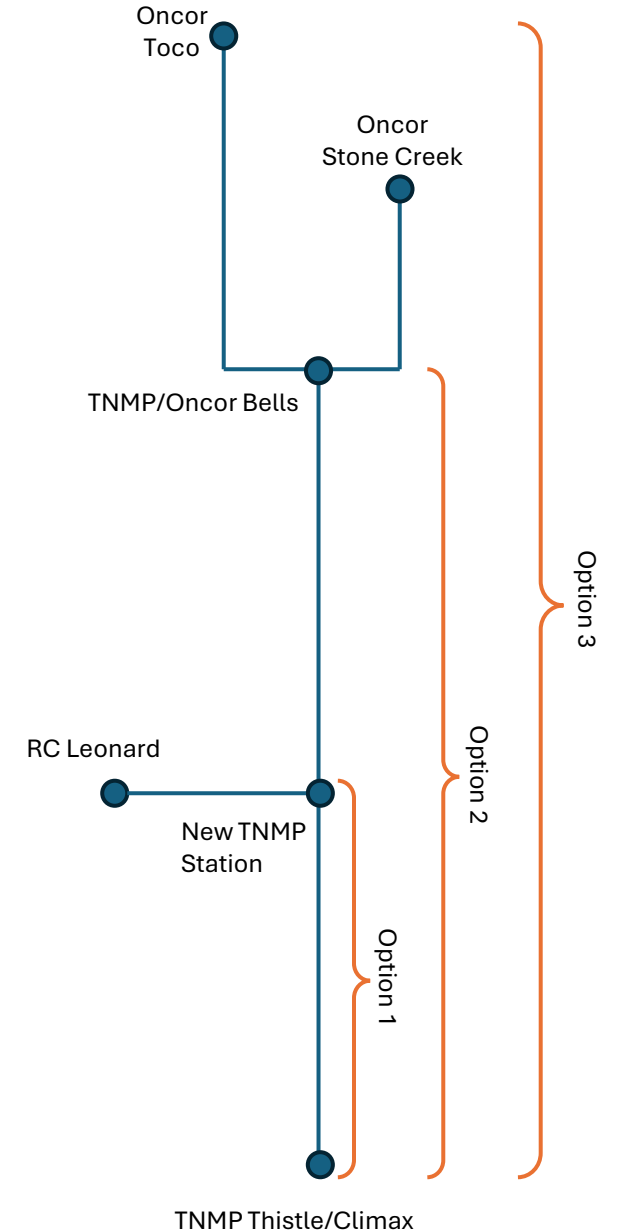 Oncor
Toco
Oncor
Stone Creek
TNMP/Oncor Bells
Option 3
Option 2
RC Leonard
New TNMP
Station
Option 1
TNMP Thistle/Climax